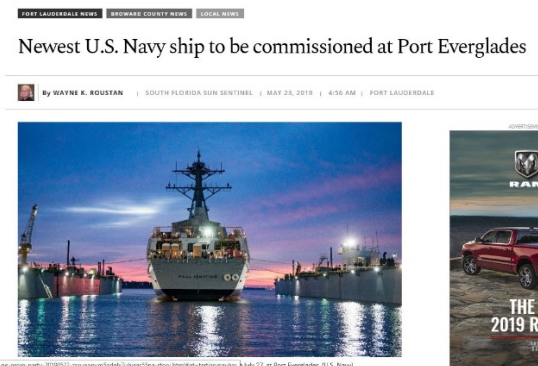 FORT LAUDERDALE NEWS BROWARD COUNTY NEWS LOCAL NEWS
Newest U.S. Navy ship to be commissioned at Port Everglades
By WAYNE K. ROUSTAN | SOUTH FLORIDA SUN SENTINEL | MAY 23, 2019 | 4:56 AM | FORT LAUDERDALE
RAM
PAUL IGNATIUS
THE
2019 R
July 27, at Port Everglades. (U.S. Navy)